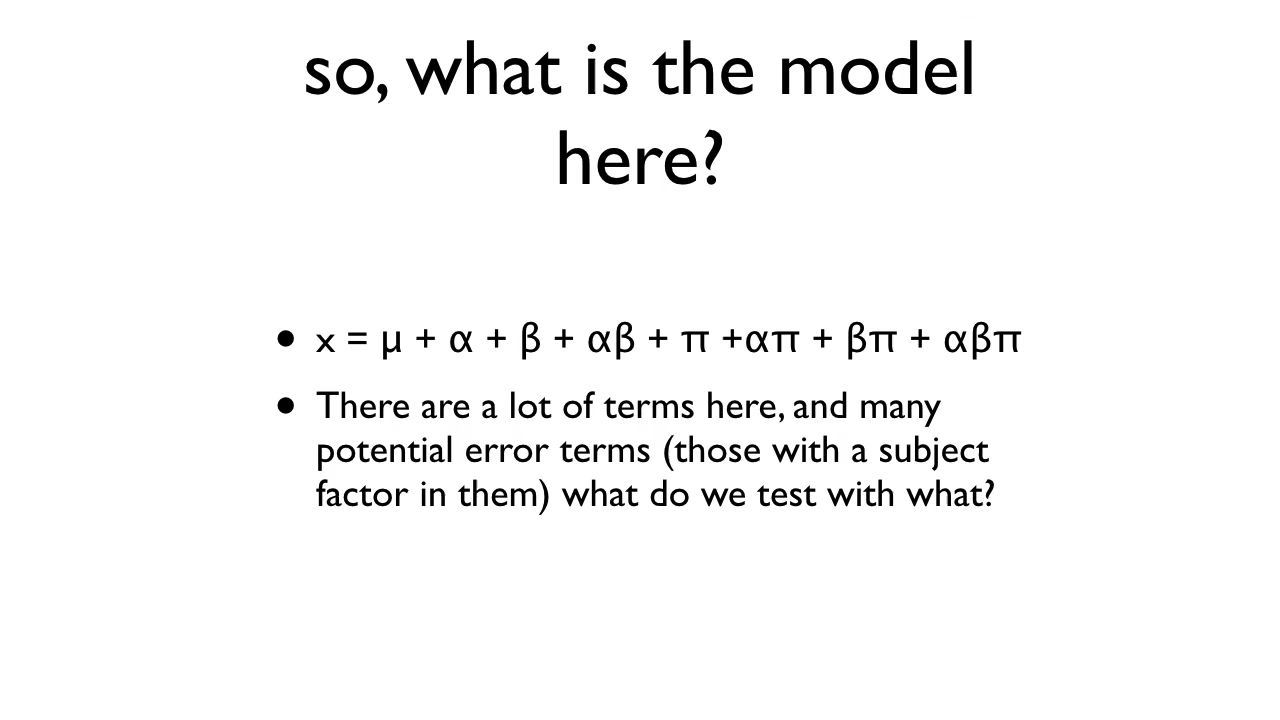 so, what is the model
here?
• x = μ + α + β + αβ + π +απ + βπ + αβπ
• There are a lot of terms here, and many
potential error terms (those with a subject
factor in them) what do we test with what?